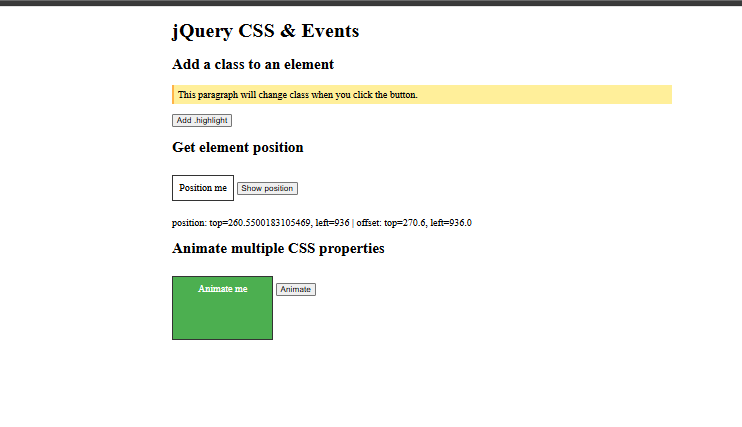 jQuery CSS & Events
Add a class to an element
This paragraph will change class when you click the button.
Add .highlight
Get element position
Position me Show position
position: top=260.5500183105469, left=936 | offset: top=270.6, left=936.0
Animate multiple CSS properties
Animate me Animate